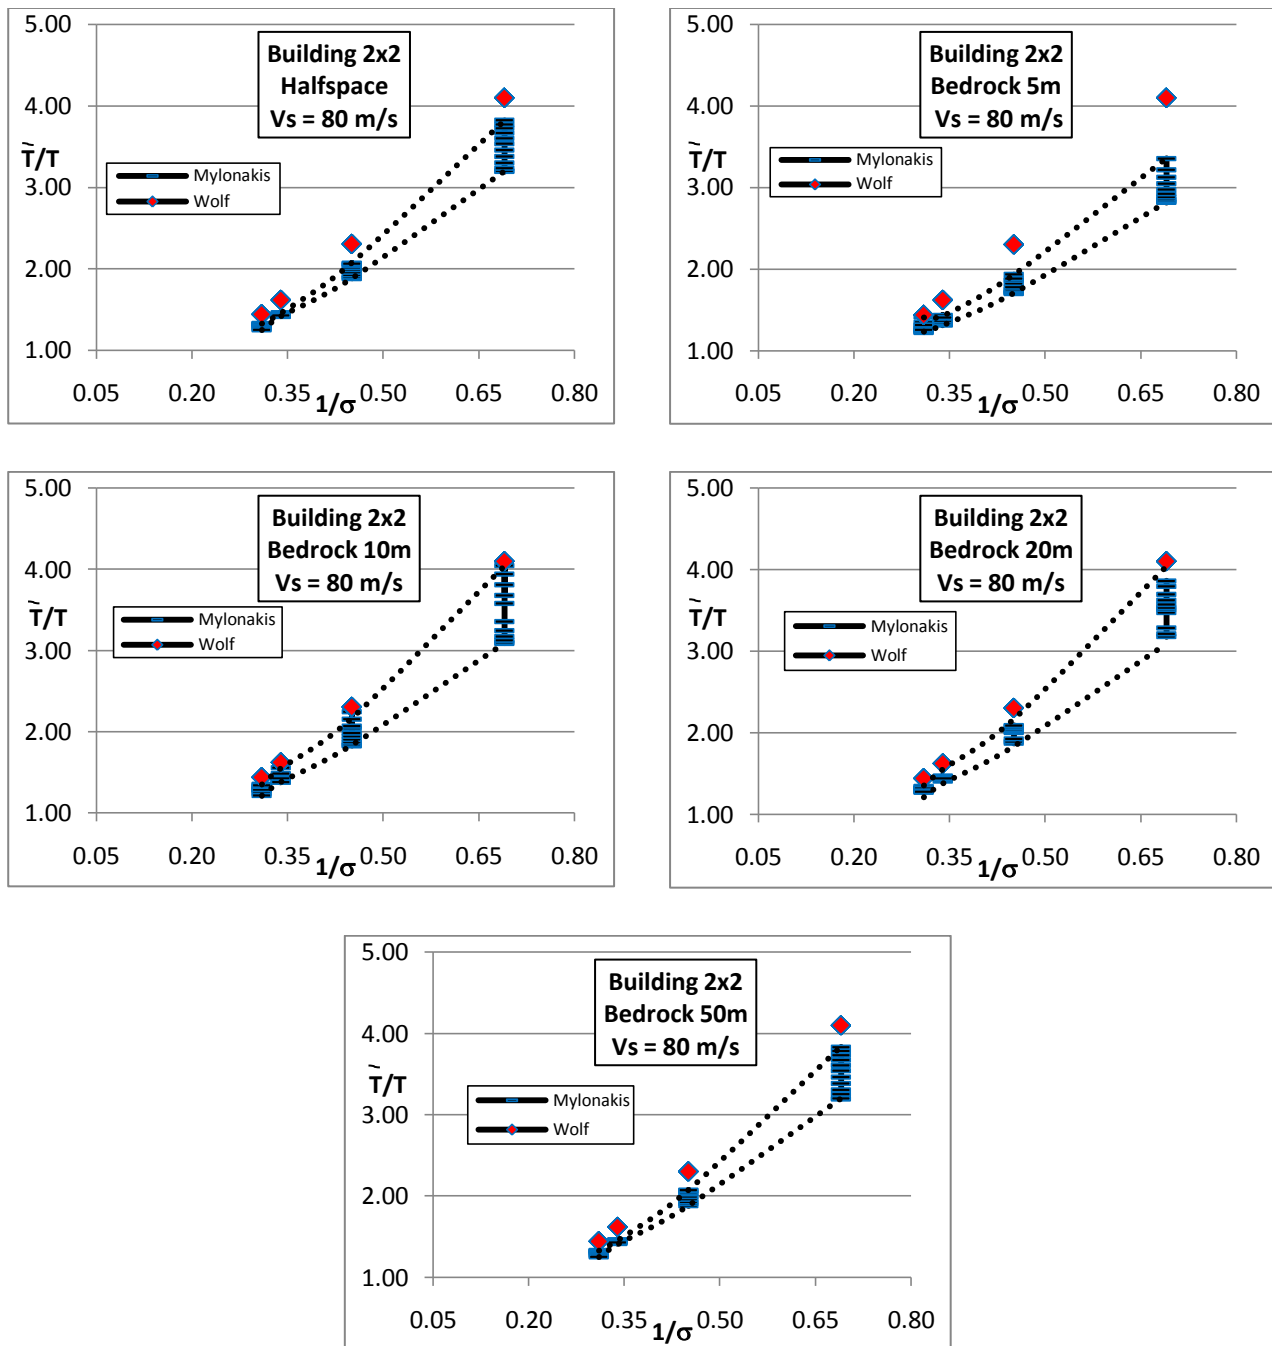 5.00
4.00
3.00
2.00
1.00
T̃/T
Building 2x2
Halfspace
Vs = 80 m/s
Mylonakis
Wolf
0.05 0.20 0.35 0.50 0.65 0.80
1/σ
5.00
4.00
3.00
2.00
1.00
T̃/T
Building 2x2
Bedrock 5m
Vs = 80 m/s
Mylonakis
Wolf
0.05 0.20 0.35 0.50 0.65 0.80
1/σ
5.00
4.00
3.00
2.00
1.00
T̃/T
Building 2x2
Bedrock 10m
Vs = 80 m/s
Mylonakis
Wolf
0.05 0.20 0.35 0.50 0.65 0.80
1/σ
5.00
4.00
3.00
2.00
1.00
T̃/T
Building 2x2
Bedrock 20m
Vs = 80 m/s
Mylonakis
Wolf
0.05 0.20 0.35 0.50 0.65 0.80
1/σ
5.00
4.00
3.00
2.00
1.00
T̃/T
Building 2x2
Bedrock 50m
Vs = 80 m/s
Mylonakis
Wolf
0.05 0.20 0.35 0.50 0.65 0.80
1/σ